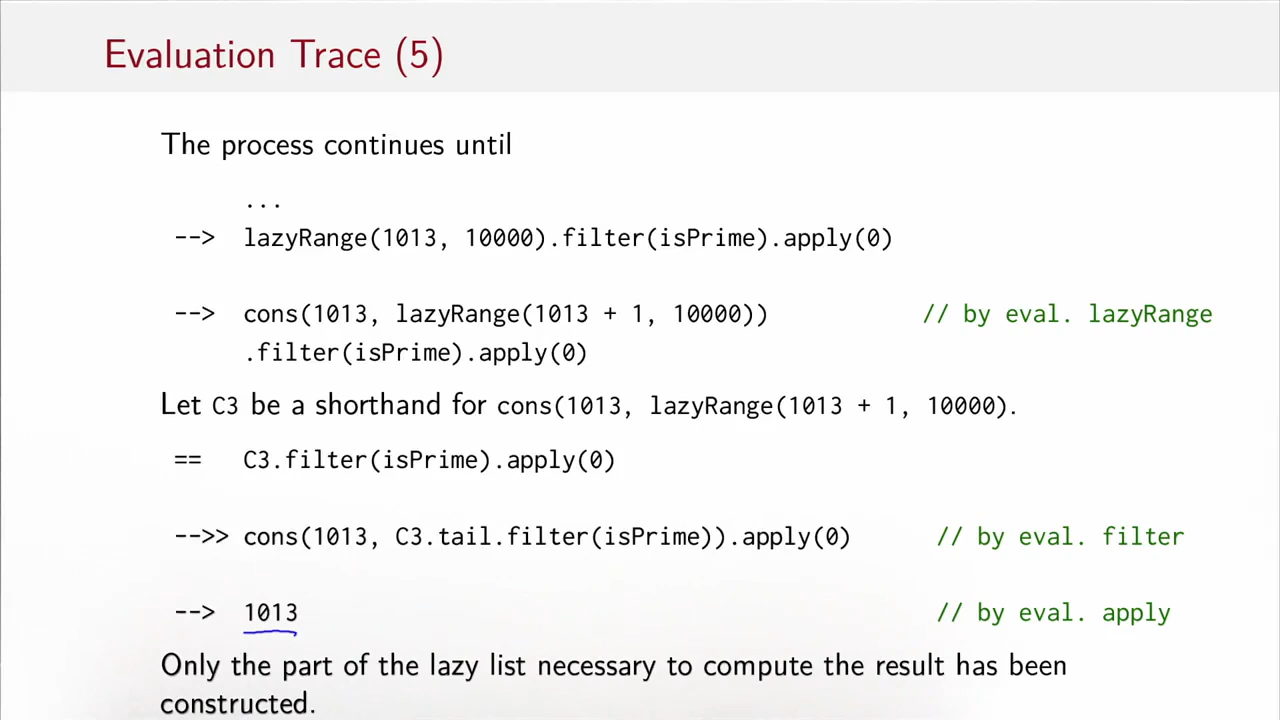 Evaluation Trace (5)
The process continues until
...
--> lazyRange(1013, 10000).filter(isPrime).apply(0)
--> cons(1013, lazyRange(1013 + 1, 10000)) // by eval. lazyRange
.filter(isPrime).apply(0)
Let C3 be a shorthand for cons(1013, lazyRange(1013 + 1, 10000).
== C3.filter(isPrime).apply(0)
-->> cons(1013, C3.tail.filter(isPrime)).apply(0) // by eval. filter
--> 1013 // by eval. apply
Only the part of the lazy list necessary to compute the result has been
constructed.